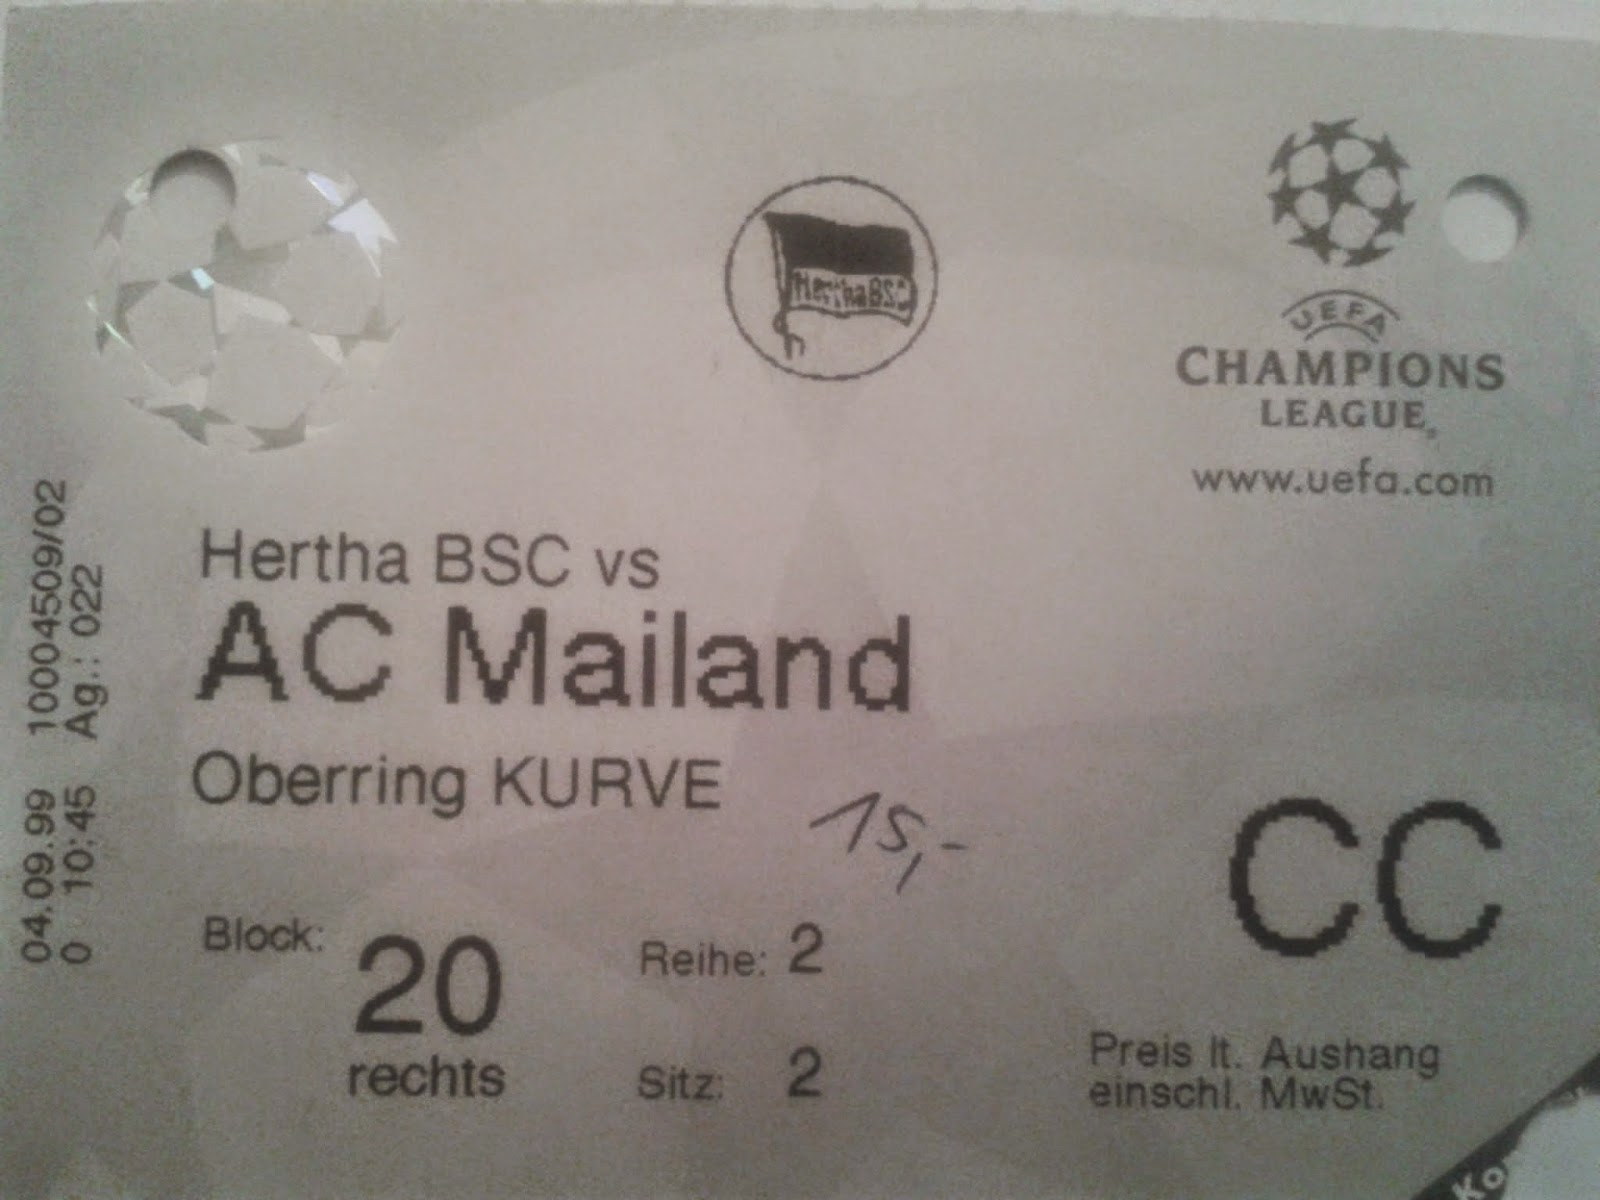 Hertha BSC
UEFA
CHAMPIONS
LEAGUE
www.uefa.com
04.09.99 10004509/02
0 10:45 Ag.: 022
Hertha BSC vs
AC Mailand
Oberring KURVE
15,-
CC
Block: 20
rechts
Reihe: 2
Sitz: 2
Preis lt. Aushang
einschl. MwSt.
Ko